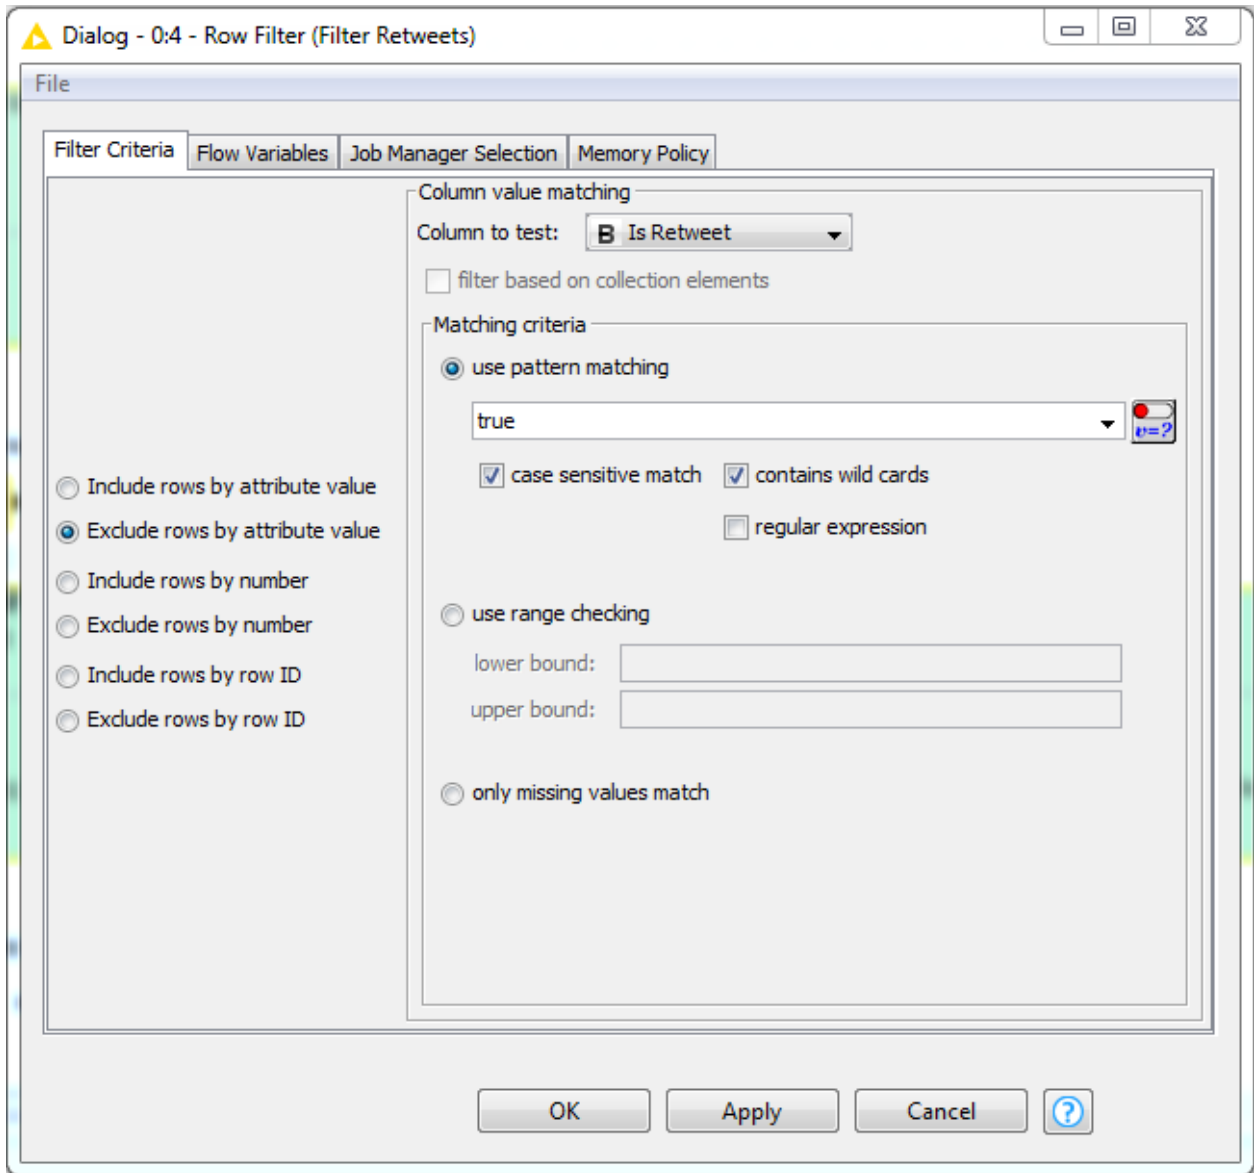 Dialog - 0:4 - Row Filter (Filter Retweets)
File
Filter Criteria Flow Variables Job Manager Selection Memory Policy
Column value matching
Column to test: B Is Retweet
filter based on collection elements
Matching criteria
use pattern matching
true
v=?
case sensitive match contains wild cards
regular expression
Include rows by attribute value
Exclude rows by attribute value
Include rows by number
Exclude rows by number
Include rows by row ID
Exclude rows by row ID
use range checking
lower bound:
upper bound:
only missing values match
OK Apply Cancel ?